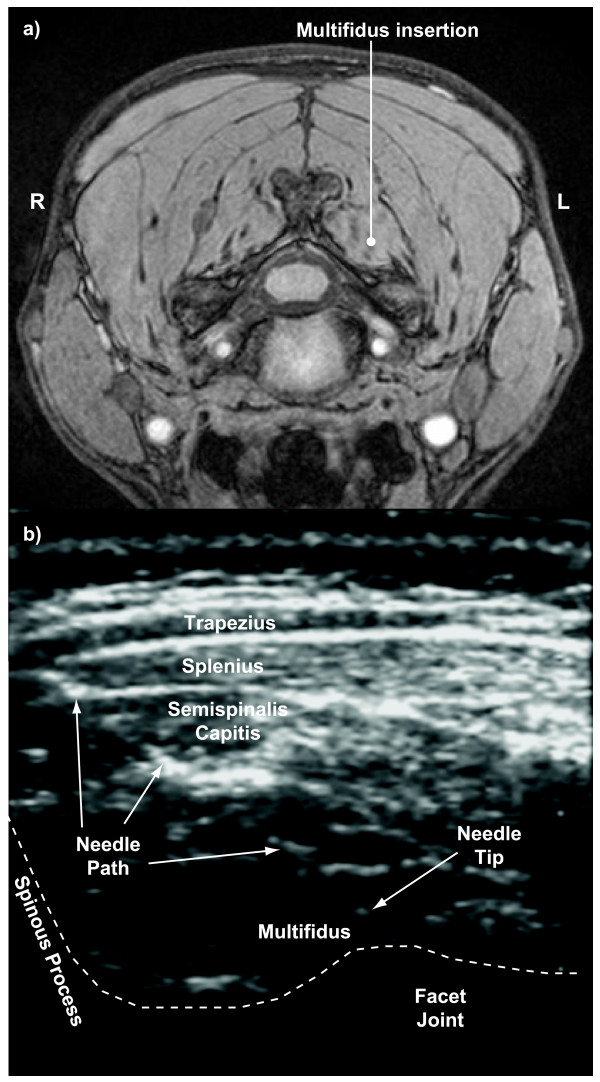 a)
Multifidus insertion
R
L
b)
Trapezius
Splenius
Semispinalis
Capitis
Needle
Path
Needle
Tip
Spinous Process
Multifidus
Facet
Joint